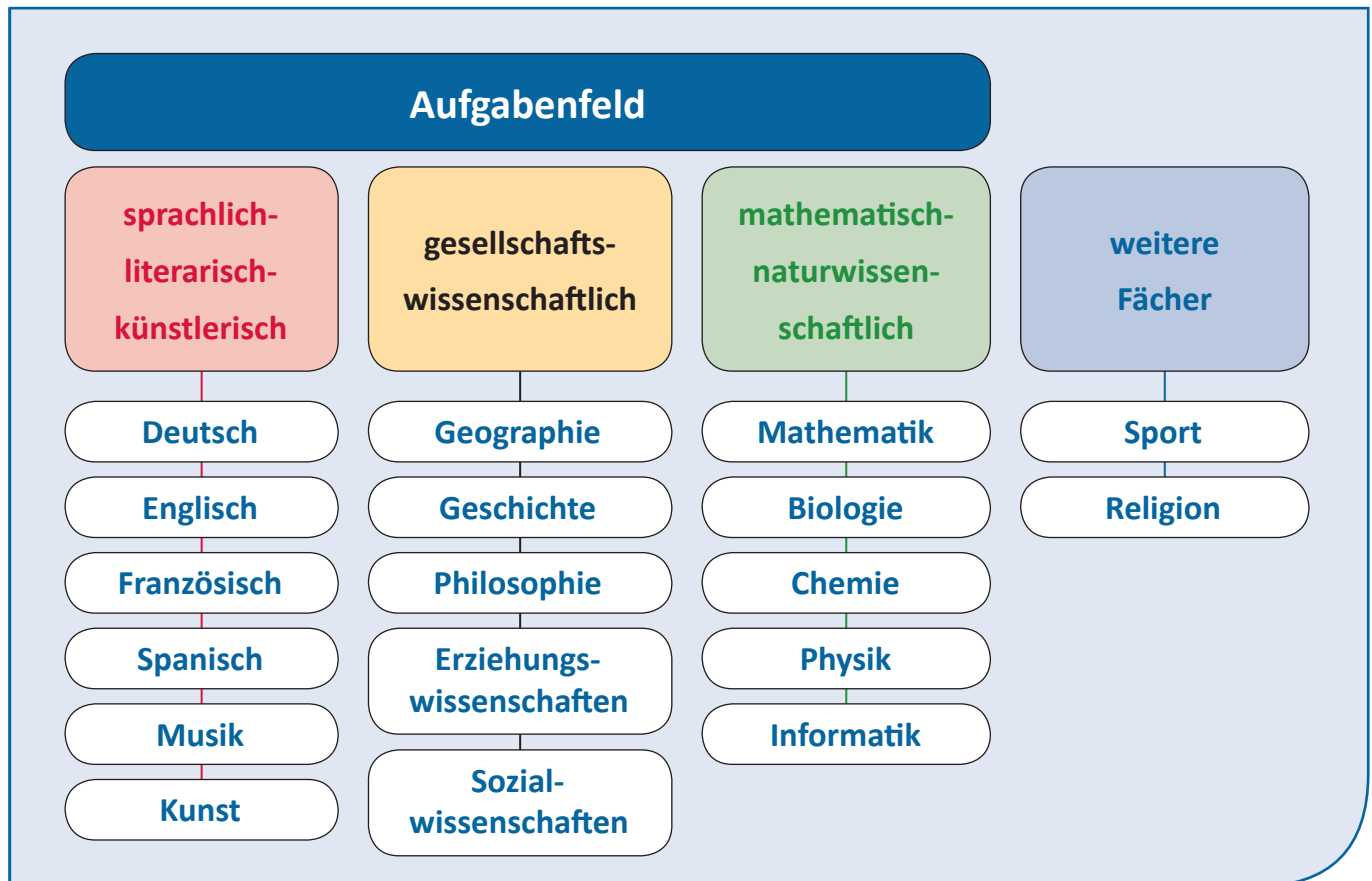 Aufgabenfeld
sprachlich-
literarisch-
künstlerisch
Deutsch
Englisch
Französisch
Spanisch
Musik
Kunst
gesellschafts-
wissenschaftlich
Geographie
Geschichte
Philosophie
Erziehungs-
wissenschaften
Sozial-
wissenschaften
mathematisch-
naturwissen-
schaftlich
Mathematik
Biologie
Chemie
Physik
Informatik
weitere
Fächer
Sport
Religion